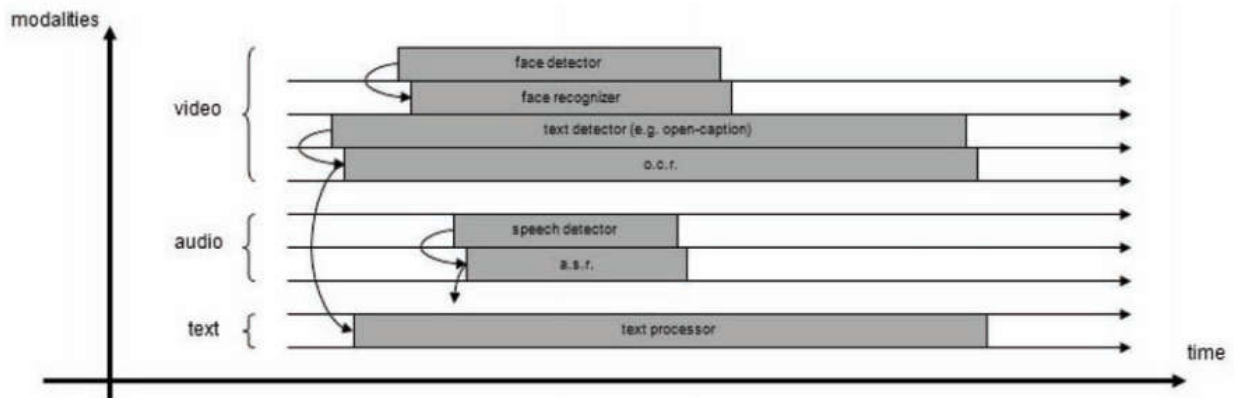 modalities
face detector
face recognizer
video
text detector (e.g. open-caption)
o.c.r.
speech detector
audio
a.s.r.
text
text processor
time